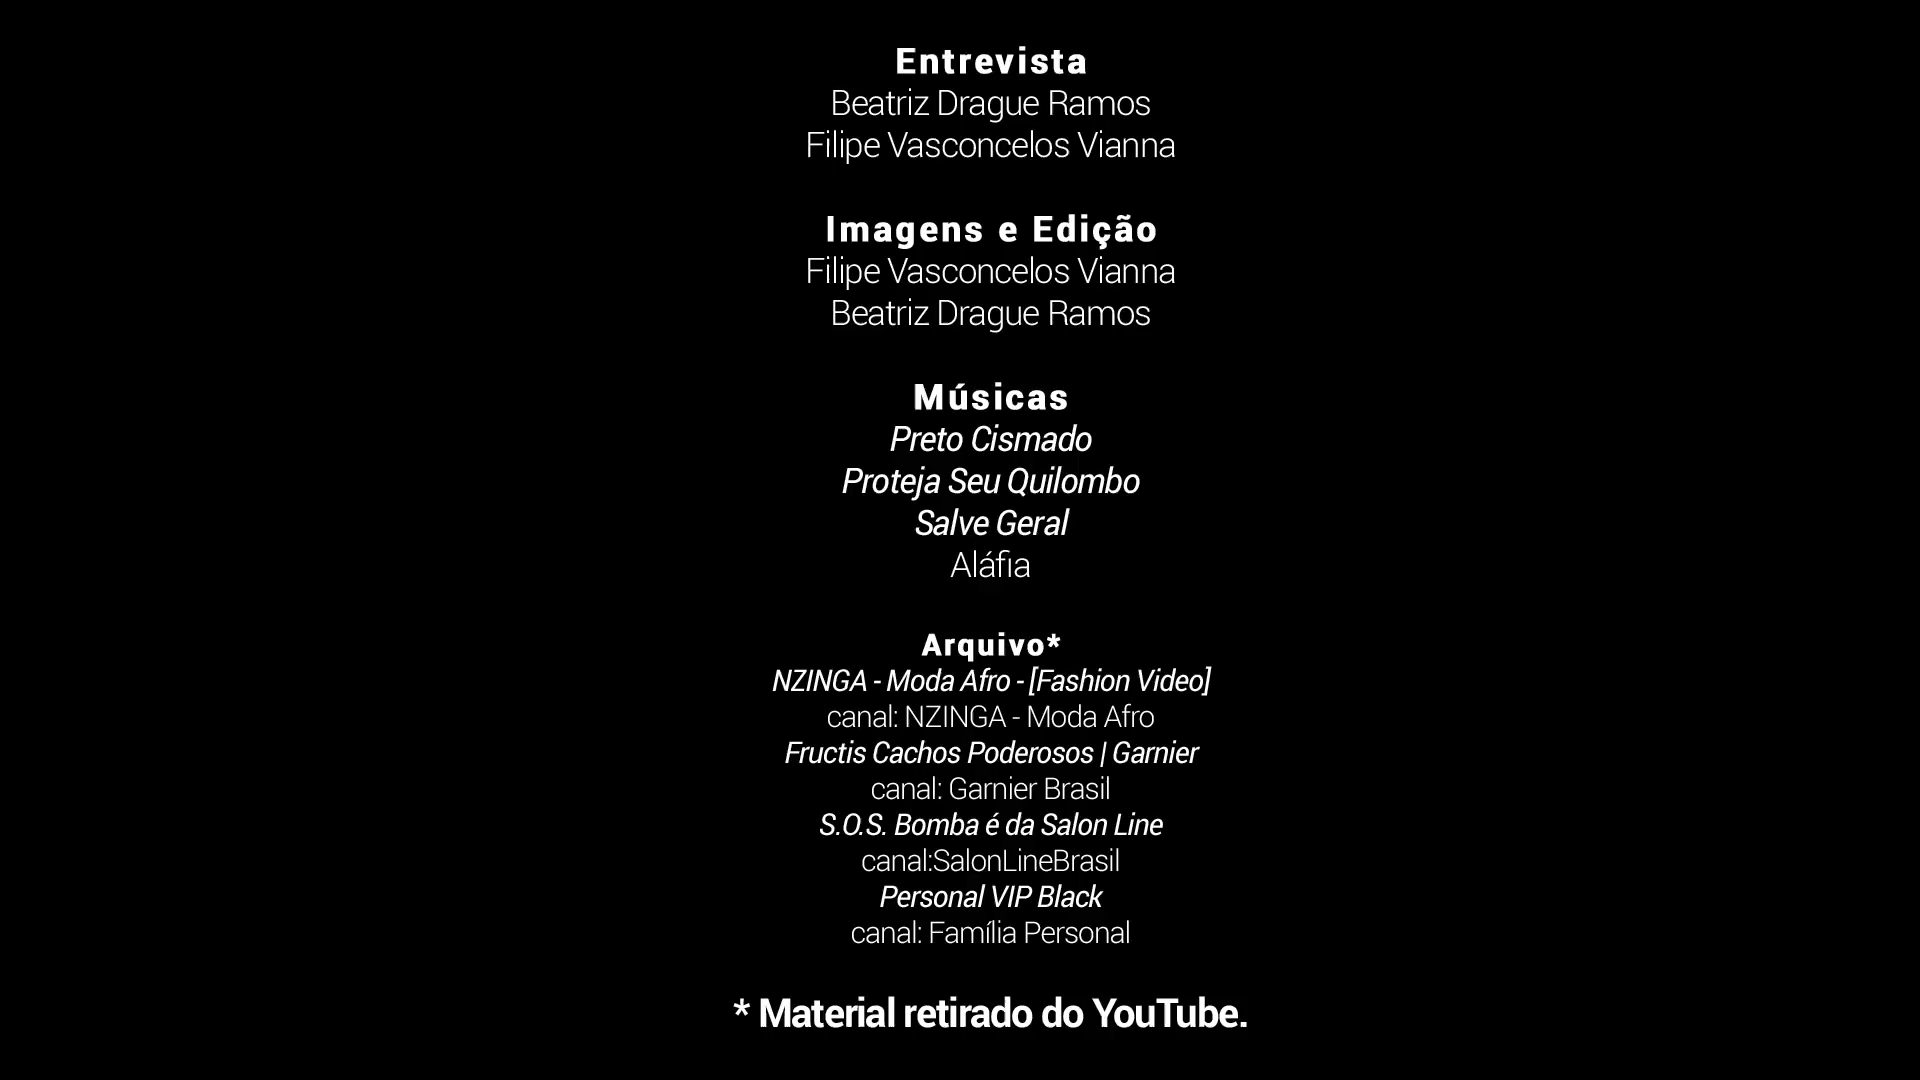 Entrevista
Beatriz Drague Ramos
Filipe Vasconcelos Vianna
Imagens e Edição
Filipe Vasconcelos Vianna
Beatriz Drague Ramos
Músicas
Preto Cismado
Proteja Seu Quilombo
Salve Geral
Aláfia
Arquivo*
NZINGA - Moda Afro - [Fashion Video]
canal: NZINGA - Moda Afro
Fructis Cachos Poderosos | Garnier
canal: Garnier Brasil
S.O.S. Bomba é da Salon Line
canal:SalonLineBrasil
Personal VIP Black
canal: Família Personal
* Material retirado do YouTube.